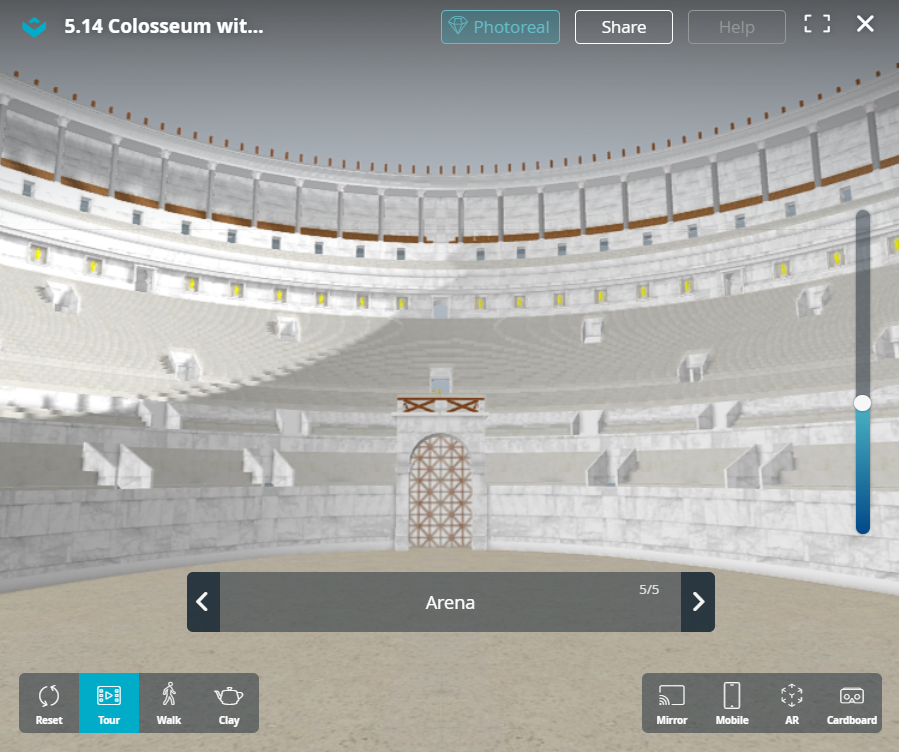 5.14 Colosseum wit...
Photoreal
Share
Help
5/5
Arena
Reset
Tour
Walk
Clay
Mirror
Mobile
AR
Cardboard